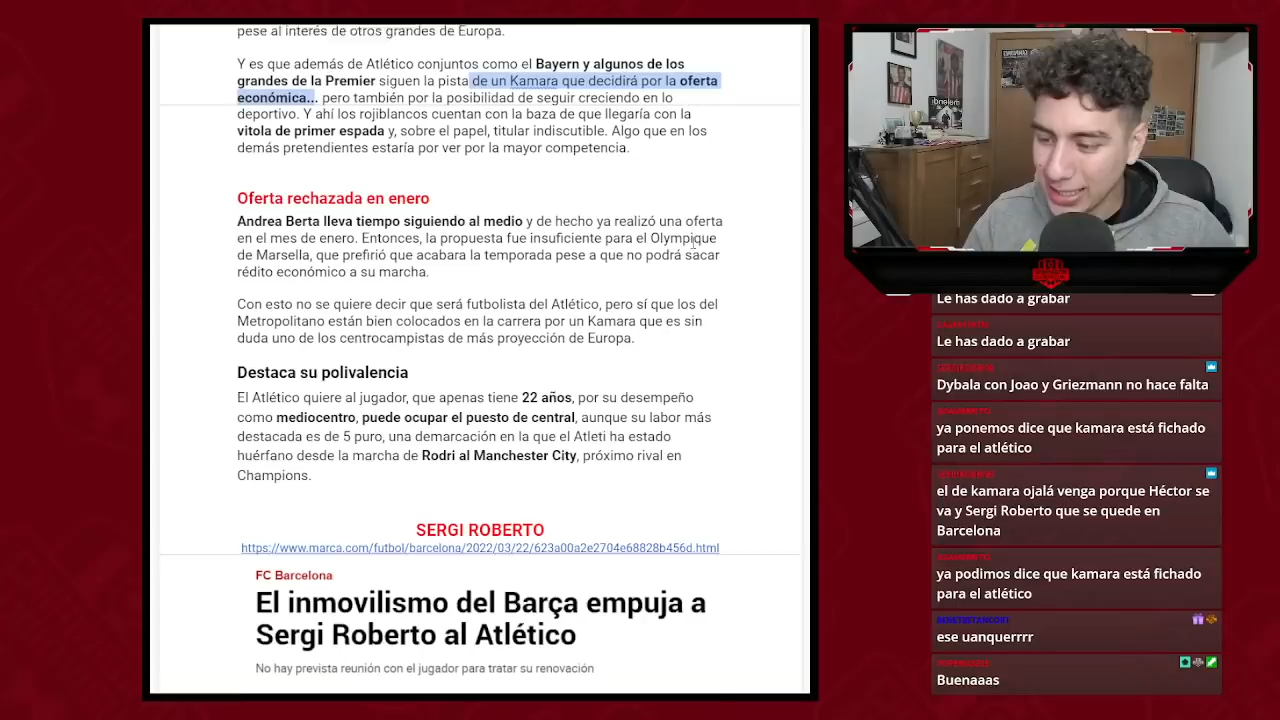 pese al interés de otros grandes de Europa.
Y es que además de Atlético conjuntos como el Bayern y algunos de los
grandes de la Premier siguen la pista de un Kamara que decidirá por la oferta
económica... pero también por la posibilidad de seguir creciendo en lo
deportivo. Y ahí los rojiblancos cuentan con la baza de que llegaría con la
vitola de primer espada y, sobre el papel, titular indiscutible. Algo que en los
demás pretendientes estaría por ver por la mayor competencia.
Oferta rechazada en enero
Andrea Berta lleva tiempo siguiendo al medio y de hecho ya realizó una oferta
en el mes de enero. Entonces, la propuesta fue insuficiente para el Olympique
de Marsella, que prefirió que acabara la temporada pese a que no podrá sacar
rédito económico a su marcha.
Con esto no se quiere decir que será futbolista del Atlético, pero sí que los del
Metropolitano están bien colocados en la carrera por un Kamara que es sin
duda uno de los centrocampistas de más proyección de Europa.
Destaca su polivalencia
El Atlético quiere al jugador, que apenas tiene 22 años, por su desempeño
como mediocentro, puede ocupar el puesto de central, aunque su labor más
destacada es de 5 puro, una demarcación en la que el Atleti ha estado
huérfano desde la marcha de Rodri al Manchester City, próximo rival en
Champions.
SERGI ROBERTO
https://www.marca.com/futbol/barcelona/2022/03/22/623a00a2e2704e68828b456d.html
FC Barcelona
El inmovilismo del Barça empuja a
Sergi Roberto al Atlético
No hay prevista reunión con el jugador para tratar su renovación
Le has dado a grabar
Le has dado a grabar
Dybala con Joao y Griezmann no hace falta
ya ponemos dice que kamara está fichado
para el atlético
el de kamara ojalá venga porque Héctor se
va y Sergi Roberto que se quede en
Barcelona
ya podimos dice que kamara está fichado
para el atlético
ese uanquerrrr
Buenaaas